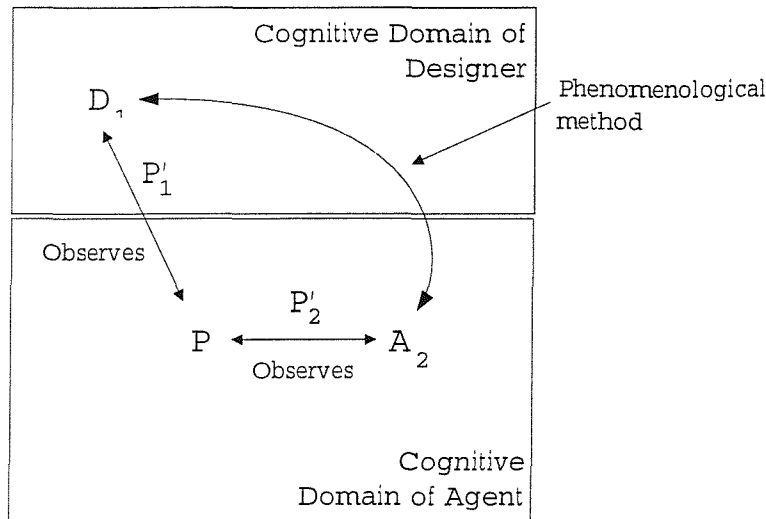 Cognitive Domain of
Designer
D₁
Phenomenological
method
P'₁
Observes
P'₂
P
A₂
Observes
Cognitive
Domain of Agent